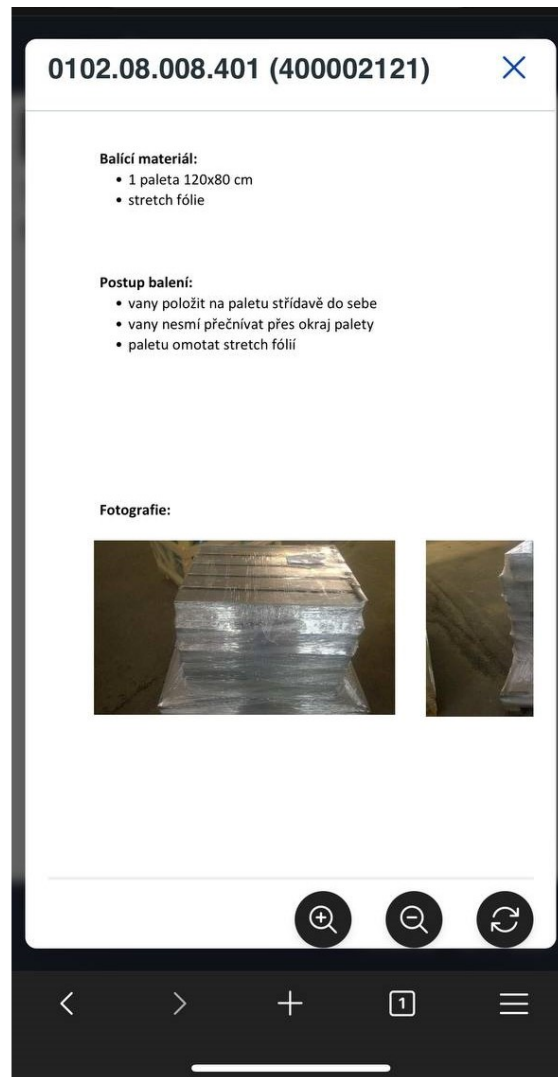 0102.08.008.401 (400002121)
Balící materiál:
• 1 paleta 120x80 cm
• stretch fólie
Postup balení:
• vany položit na paletu střídavě do sebe
• vany nesmí přečnívat přes okraj palety
• paletu omotat stretch fólií
Fotografie:
1